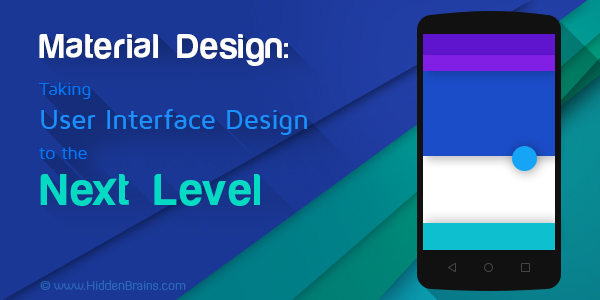 Material Design:
Taking
User Interface Design
to the
Next Level
© www.HiddenBrains.com